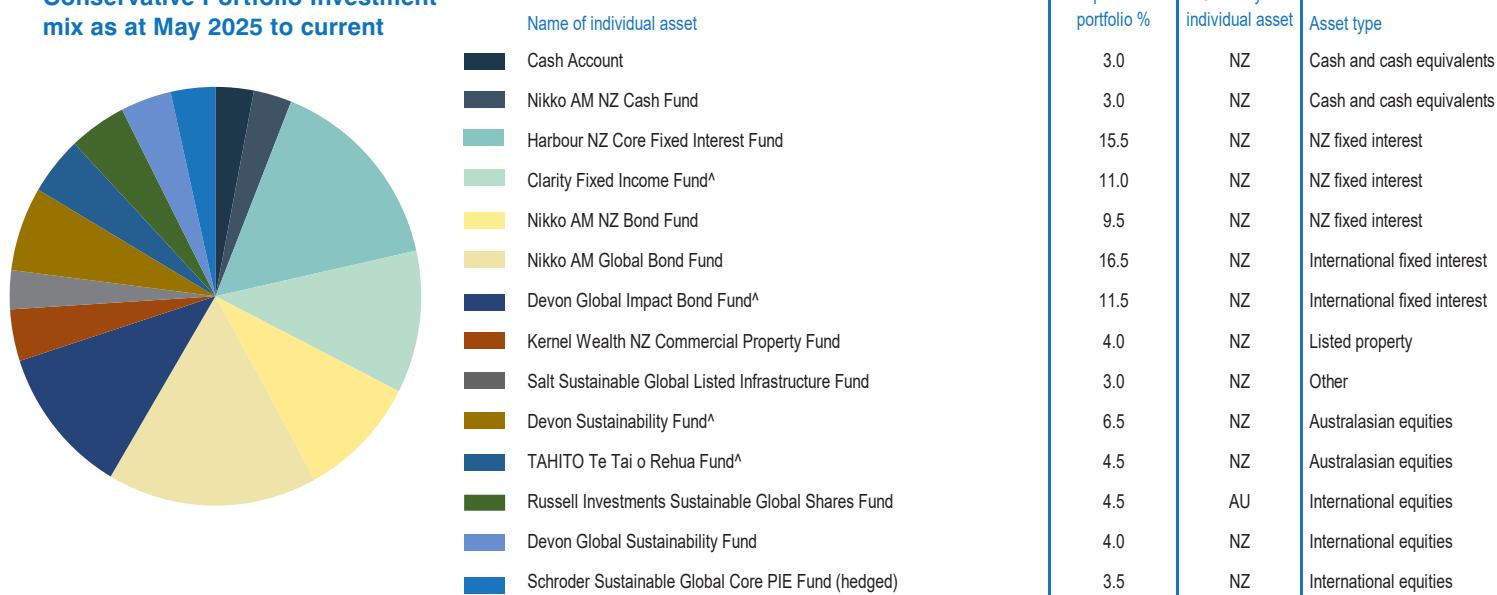 Conservative Portfolio investment
mix as at May 2025 to current
Name of individual asset
portfolio %
individual asset
Asset type
Cash Account 3.0 NZ Cash and cash equivalents
Nikko AM NZ Cash Fund 3.0 NZ Cash and cash equivalents
Harbour NZ Core Fixed Interest Fund 15.5 NZ NZ fixed interest
Clarity Fixed Income Fund^ 11.0 NZ NZ fixed interest
Nikko AM NZ Bond Fund 9.5 NZ NZ fixed interest
Nikko AM Global Bond Fund 16.5 NZ International fixed interest
Devon Global Impact Bond Fund^ 11.5 NZ International fixed interest
Kernel Wealth NZ Commercial Property Fund 4.0 NZ Listed property
Salt Sustainable Global Listed Infrastructure Fund 3.0 NZ Other
Devon Sustainability Fund^ 6.5 NZ Australasian equities
TAHITO Te Tai o Rehua Fund^ 4.5 NZ Australasian equities
Russell Investments Sustainable Global Shares Fund 4.5 AU International equities
Devon Global Sustainability Fund 4.0 NZ International equities
Schroder Sustainable Global Core PIE Fund (hedged) 3.5 NZ International equities